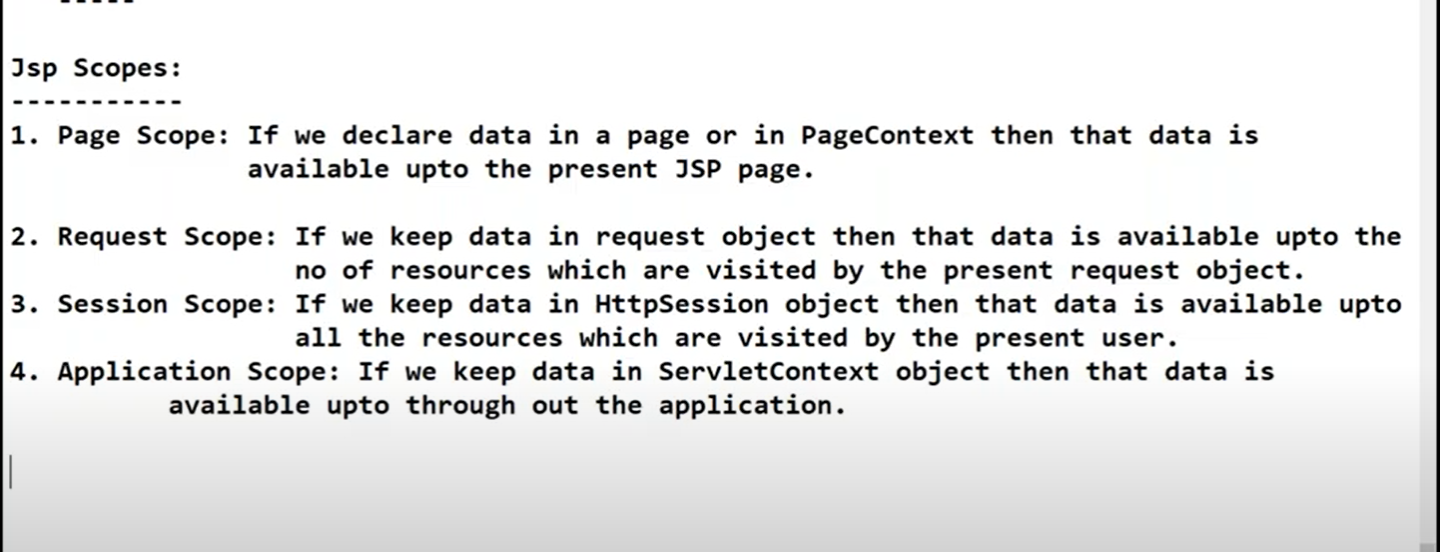 Jsp Scopes:
-----------
1. Page Scope: If we declare data in a page or in PageContext then that data is
available upto the present JSP page.
2. Request Scope: If we keep data in request object then that data is available upto the
no of resources which are visited by the present request object.
3. Session Scope: If we keep data in HttpSession object then that data is available upto
all the resources which are visited by the present user.
4. Application Scope: If we keep data in ServletContext object then that data is
available upto through out the application.